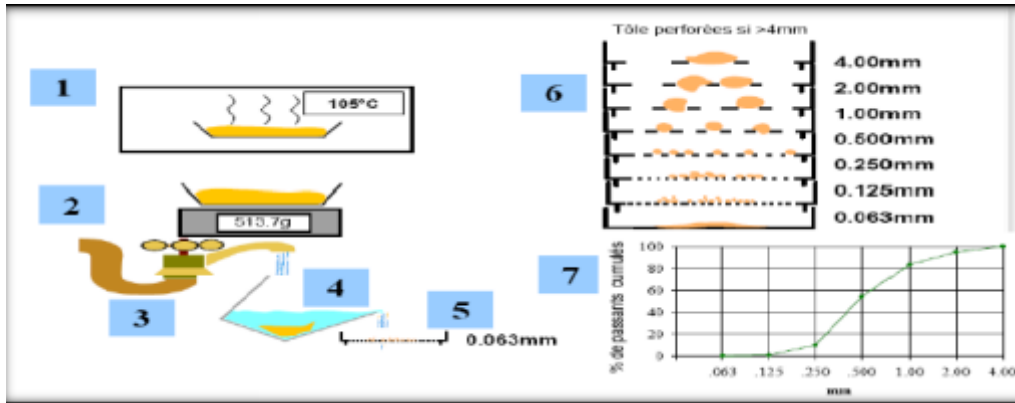 1
105°C
2
513.7g
3
4
5
0.063mm
Tôle perforées si >4mm
6
4.00mm
2.00mm
1.00mm
0.500mm
0.250mm
0.125mm
0.063mm
7
% de passants cumulés
100
80
60
40
20
0
.063 .125 .250 .500 1.00 2.00 4.00
mm